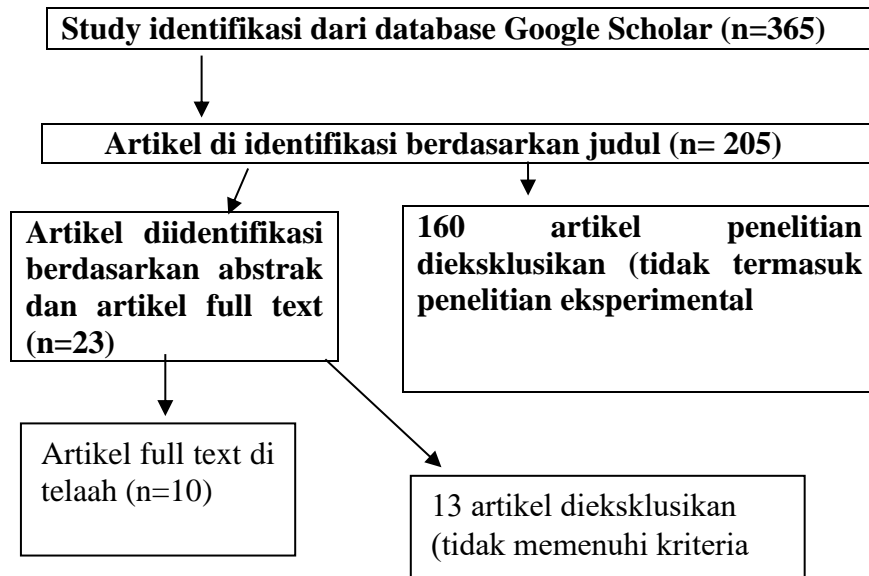 Study identifikasi dari database Google Scholar (n=365)
Artikel di identifikasi berdasarkan judul (n= 205)
Artikel diidentifikasi
berdasarkan abstrak
dan artikel full text
(n=23)
160 artikel penelitian
dieksklusikan (tidak termasuk
penelitian eksperimental
Artikel full text di
telaah (n=10)
13 artikel dieksklusikan
(tidak memenuhi kriteria